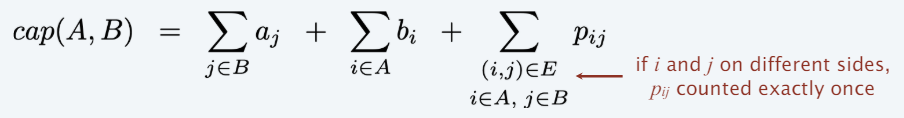 cap(A, B) = ∑ a_j + ∑ b_i + ∑ p_ij
j∈B i∈A (i,j)∈E
i∈A, j∈B
if i and j on different sides,
p_ij counted exactly once